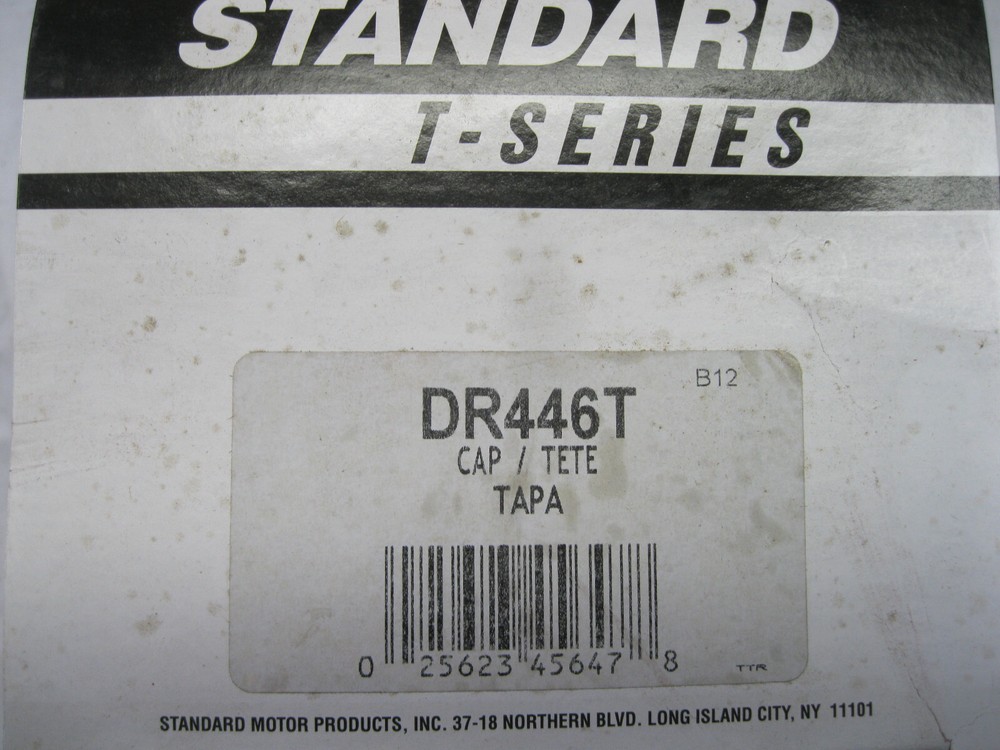 STANDARD
T-SERIES
B12
DR446T
CAP / TETE
TAPA
0 25623 45647 8
TTR
STANDARD MOTOR PRODUCTS, INC. 37-18 NORTHERN BLVD. LONG ISLAND CITY, NY 11101